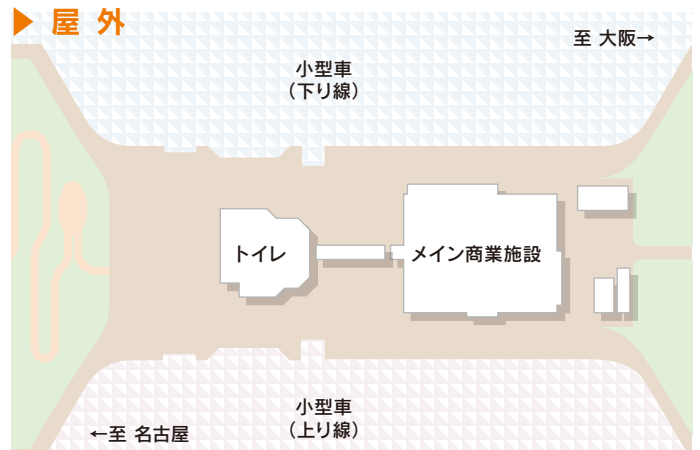 ▶ 屋外
至 大阪→
小型車
（下り線）
トイレ
メイン商業施設
小型車
（上り線）
←至 名古屋